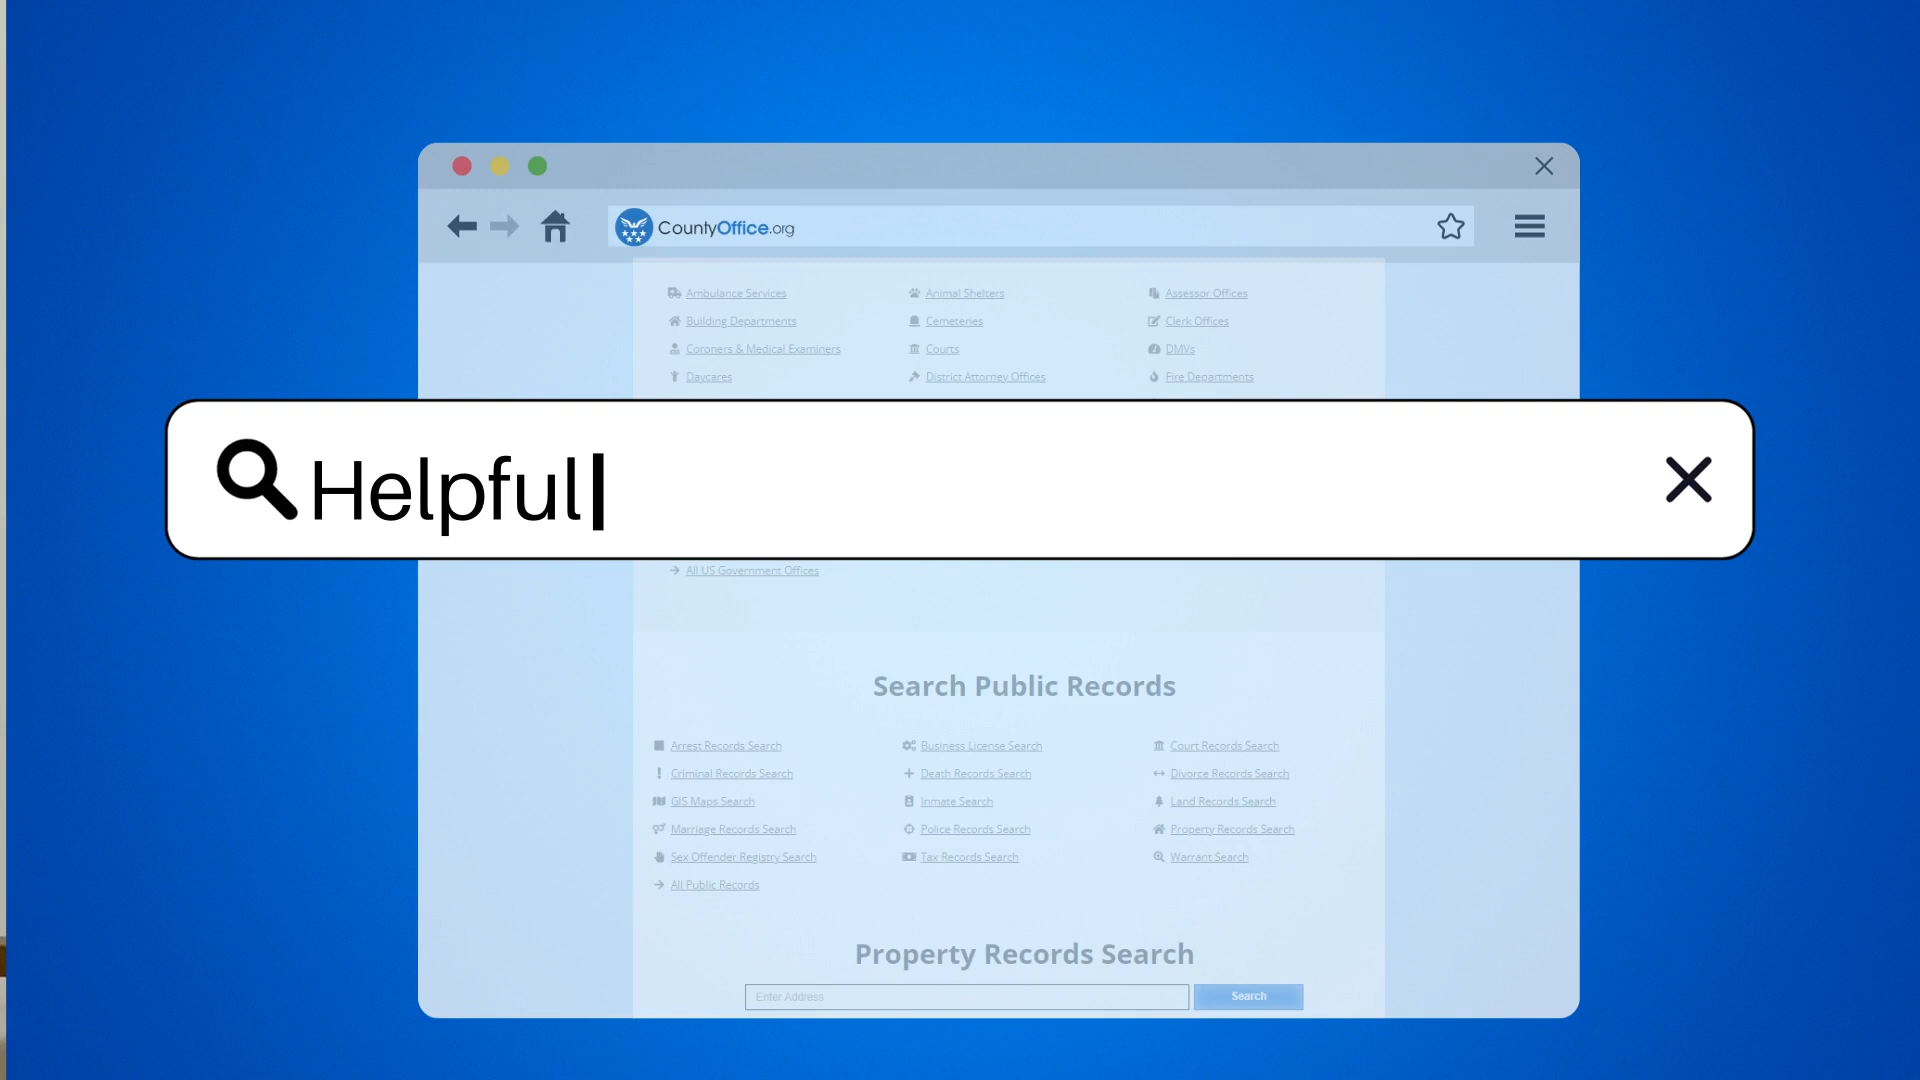 CountyOffice.org
Ambulance Services Animal Shelters Assessor Offices
Building Departments Cemeteries Clerk Offices
Coroners & Medical Examiners Courts DMVs
Daycares District Attorney Offices Fire Departments
Helpful
All US Government Offices
Search Public Records
Arrest Records Search Business License Search Court Records Search
Criminal Records Search Death Records Search Divorce Records Search
GIS Maps Search Inmate Search Land Records Search
Marriage Records Search Police Records Search Property Records Search
Sex Offender Registry Search Tax Records Search Warrant Search
All Public Records
Property Records Search
Enter Address Search